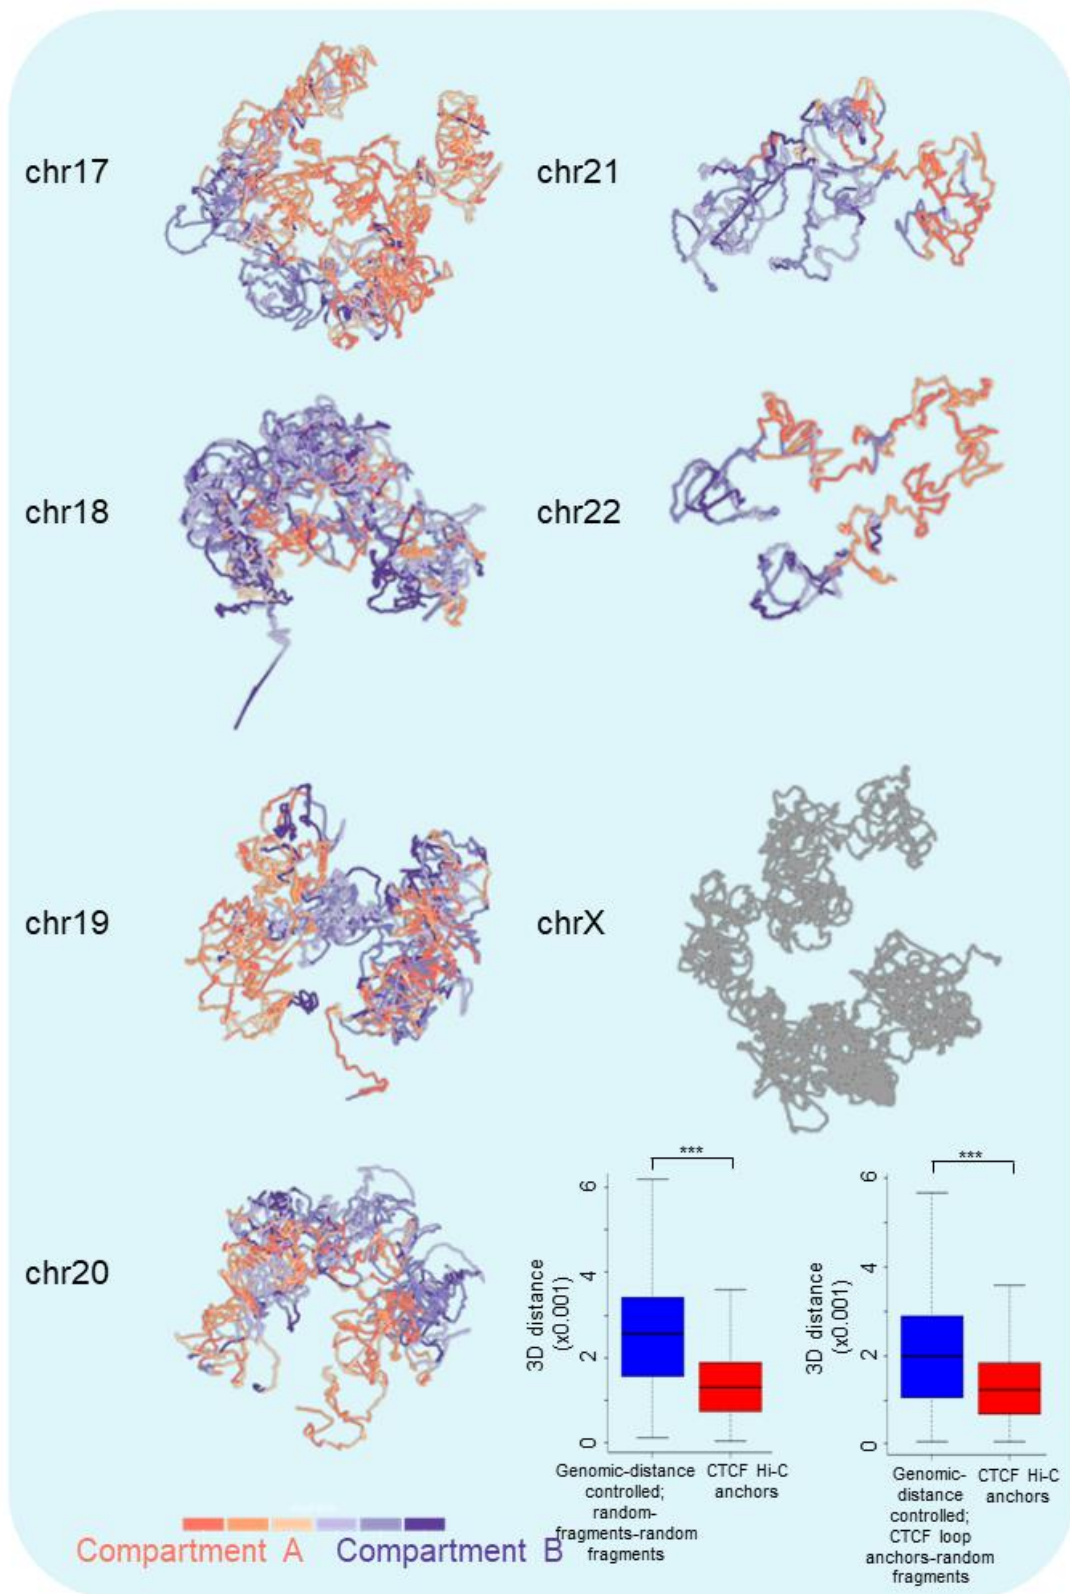 chr17
chr21
chr18
chr22
chr19
chrX
chr20
***
6
4
2
0
3D distance
(x0.001)
Genomic-distance
controlled;
random-
fragments-random
fragments
CTCF Hi-C
anchors
***
6
4
2
0
3D distance
(x0.001)
Genomic-
distance
controlled;
CTCF loop
anchors-random
fragments
CTCF Hi-C
anchors
Compartment A
Compartment B